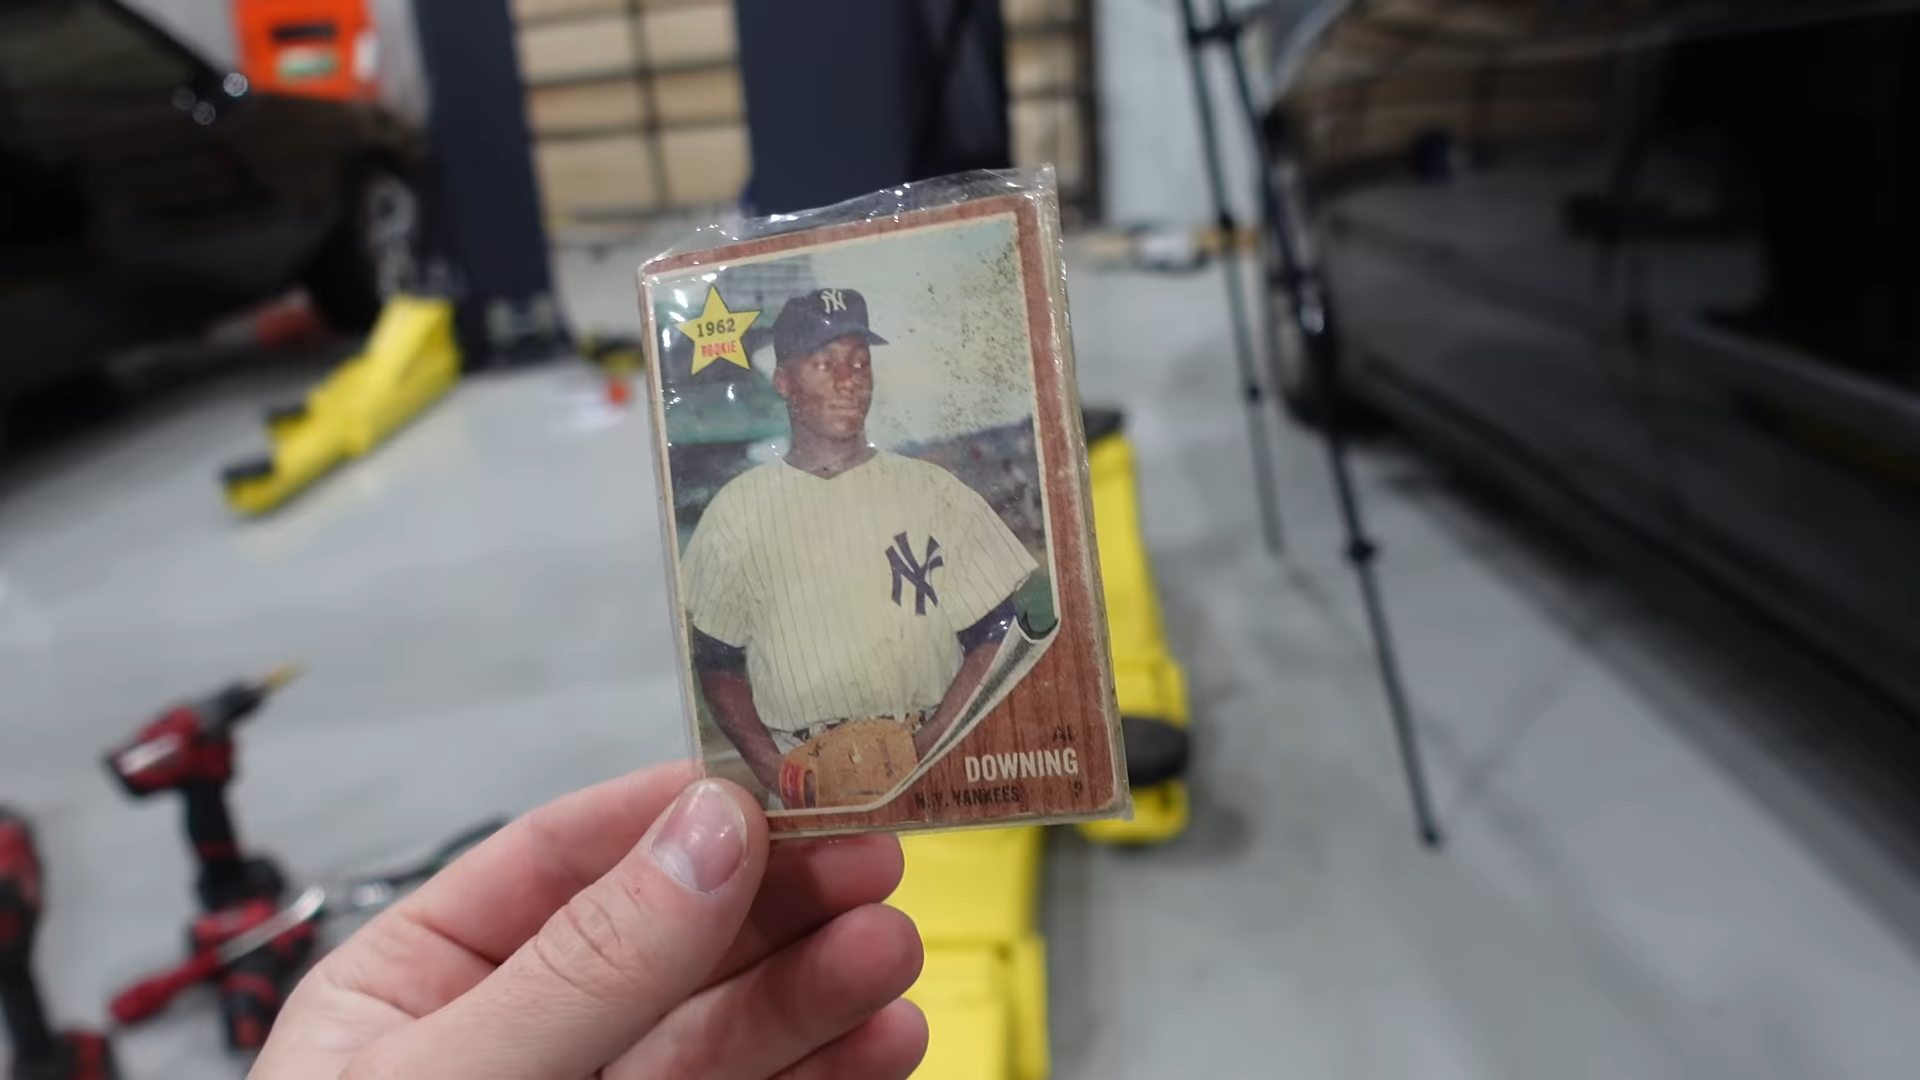 NY
1962
ROOKIE
NY
AL
DOWNING
N.Y. YANKEES P